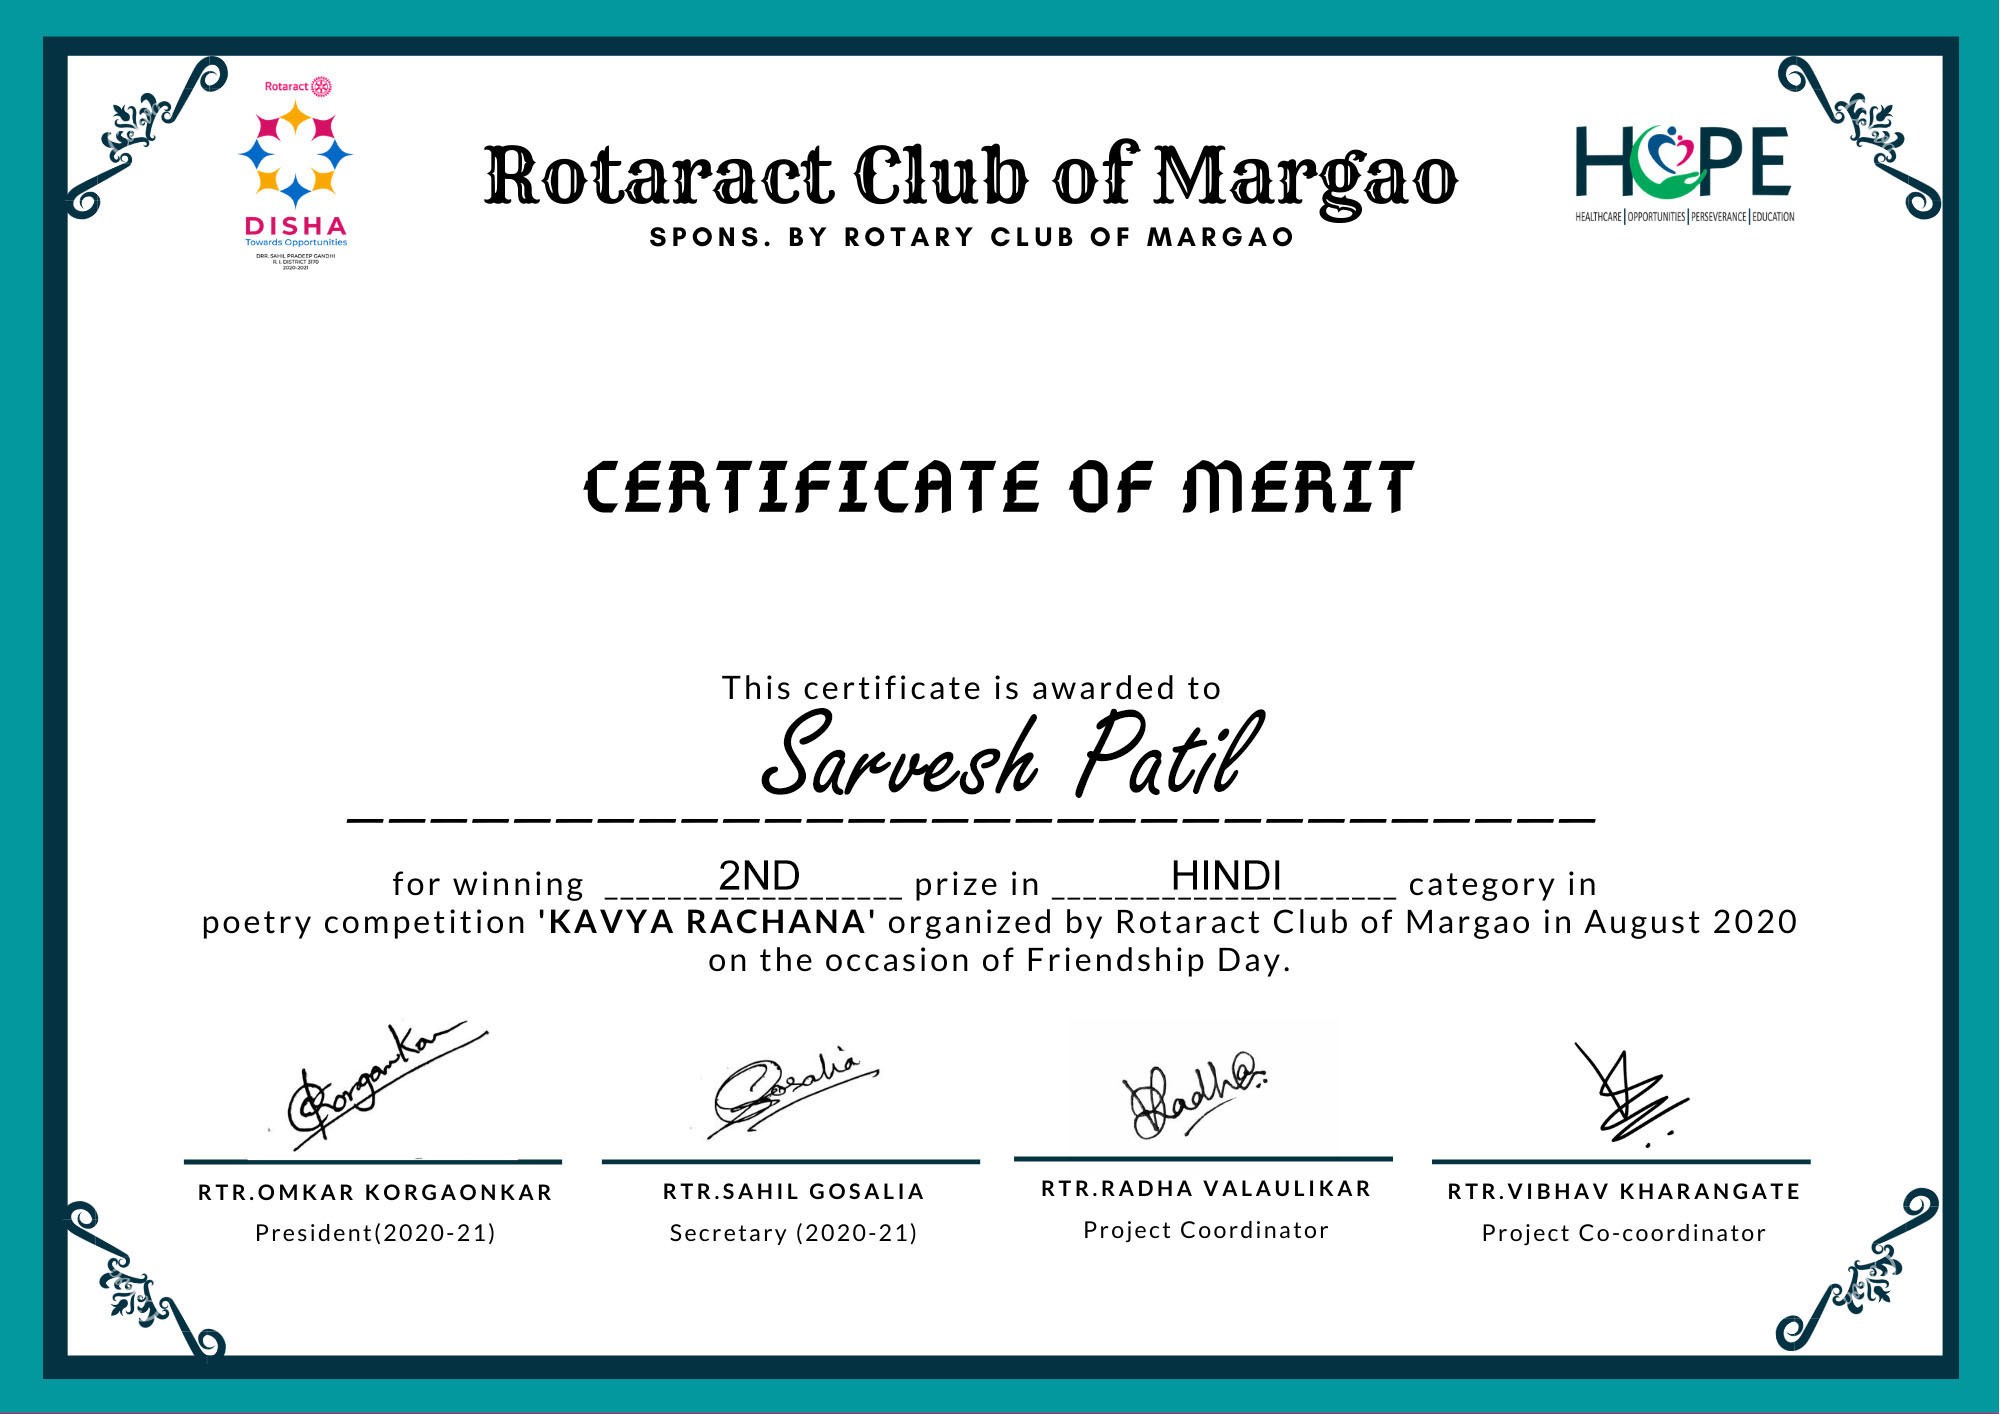 Rotaract
DISHA
Towards Opportunities
DRR. SAHIL PRADEEP GANDHI
R. I. DISTRICT 3170
2020-2021
Rotaract Club of Margao
SPONS. BY ROTARY CLUB OF MARGAO
HOPE
HEALTHCARE | OPPORTUNITIES | PERSEVERANCE | EDUCATION
CERTIFICATE OF MERIT
This certificate is awarded to
Sarvesh Patil
for winning 2ND prize in HINDI category in
poetry competition 'KAVYA RACHANA' organized by Rotaract Club of Margao in August 2020
on the occasion of Friendship Day.
Korgaonkar
Gosalia
Radha
RTR.OMKAR KORGAONKAR
President(2020-21)
RTR.SAHIL GOSALIA
Secretary (2020-21)
RTR.RADHA VALAULIKAR
Project Coordinator
RTR.VIBHAV KHARANGATE
Project Co-coordinator